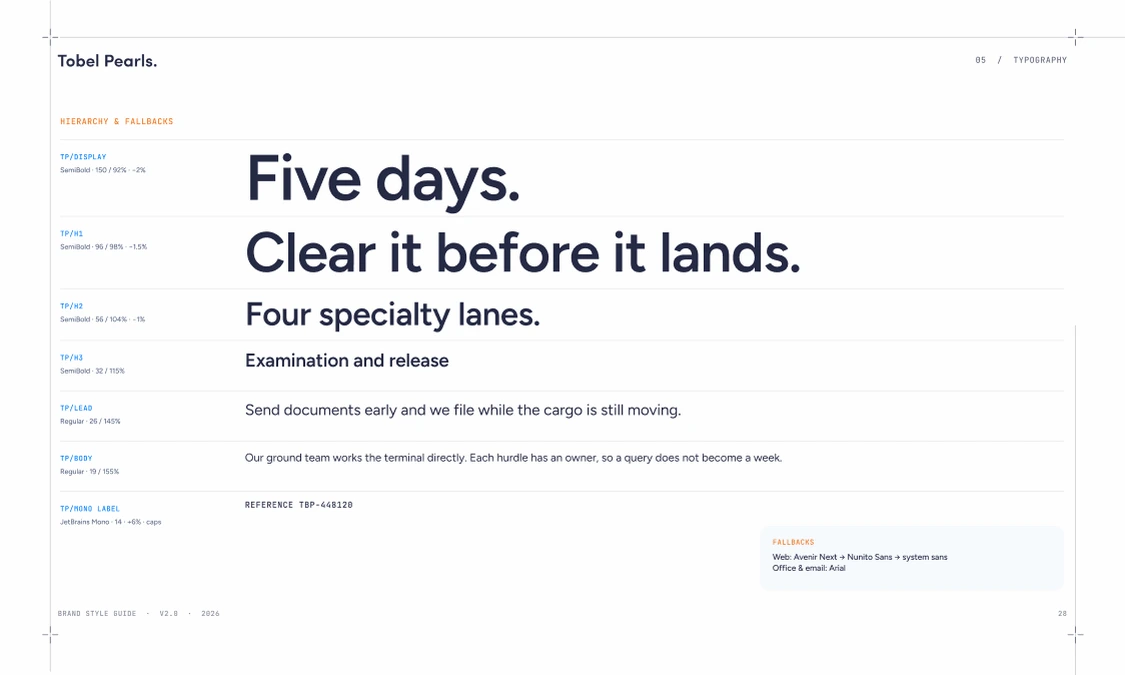 Tobel Pearls.
05 / TYPOGRAPHY
HIERARCHY & FALLBACKS
TP/DISPLAY
SemiBold · 150 / 92% · −2%
Five days.
TP/H1
SemiBold · 96 / 98% · −1.5%
Clear it before it lands.
TP/H2
SemiBold · 56 / 104% · −1%
Four specialty lanes.
TP/H3
SemiBold · 32 / 115%
Examination and release
TP/LEAD
Regular · 26 / 145%
Send documents early and we file while the cargo is still moving.
TP/BODY
Regular · 19 / 155%
Our ground team works the terminal directly. Each hurdle has an owner, so a query does not become a week.
TP/MONO LABEL
JetBrains Mono · 14 · +6% · caps
REFERENCE TBP-448120
FALLBACKS
Web: Avenir Next → Nunito Sans → system sans
Office & email: Arial
BRAND STYLE GUIDE · V2.0 · 2026
28